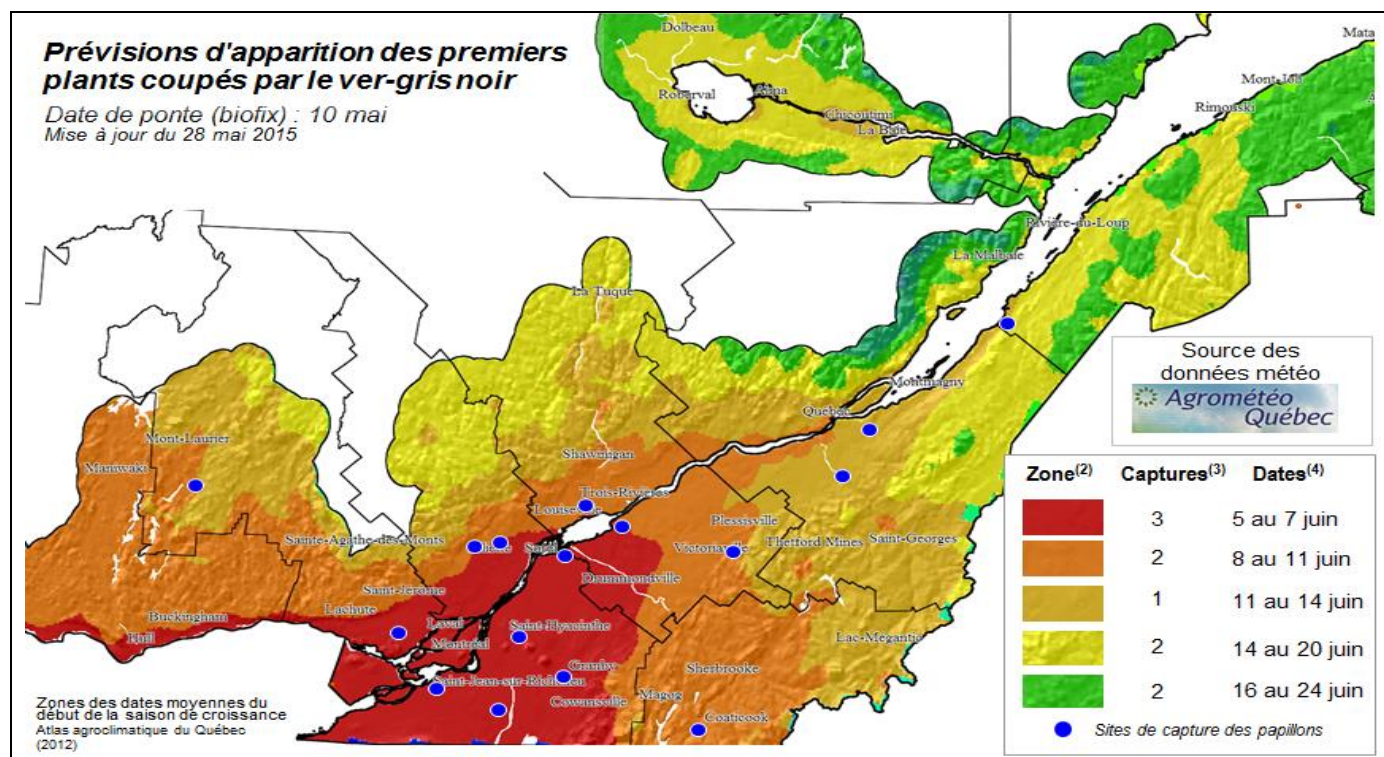 Prévisions d'apparition des premiers
plants coupés par le ver-gris noir
Date de ponte (biofix) : 10 mai
Mise à jour du 28 mai 2015
Dolbeau
Roberval
Alma
Chicoutimi
La Baie
Mata
Mont-Joli
Rimouski
Rivière-du-Loup
La Malbaie
La Tuque
Montmagny
Québec
Mont-Laurier
Maniwaki
Shawinigan
Trois-Rivières
Louiseville
Plessisville
Sainte-Agathe-des-Monts
Sorel
Victoriaville
Thetford Mines
Saint-Georges
Saint-Jérôme
Drummondville
Lachute
Buckingham
Hull
Laval
Montréal
Saint-Hyacinthe
Lac-Mégantic
Granby
Sherbrooke
Saint-Jean-sur-Richelieu
Cowansville
Magog
Coaticook
Source des
données météo
Agrométéo
Québec
Zone(2) Captures(3) Dates(4)
3 5 au 7 juin
2 8 au 11 juin
1 11 au 14 juin
2 14 au 20 juin
2 16 au 24 juin
Sites de capture des papillons
Zones des dates moyennes du
début de la saison de croissance
Atlas agroclimatique du Québec
(2012)